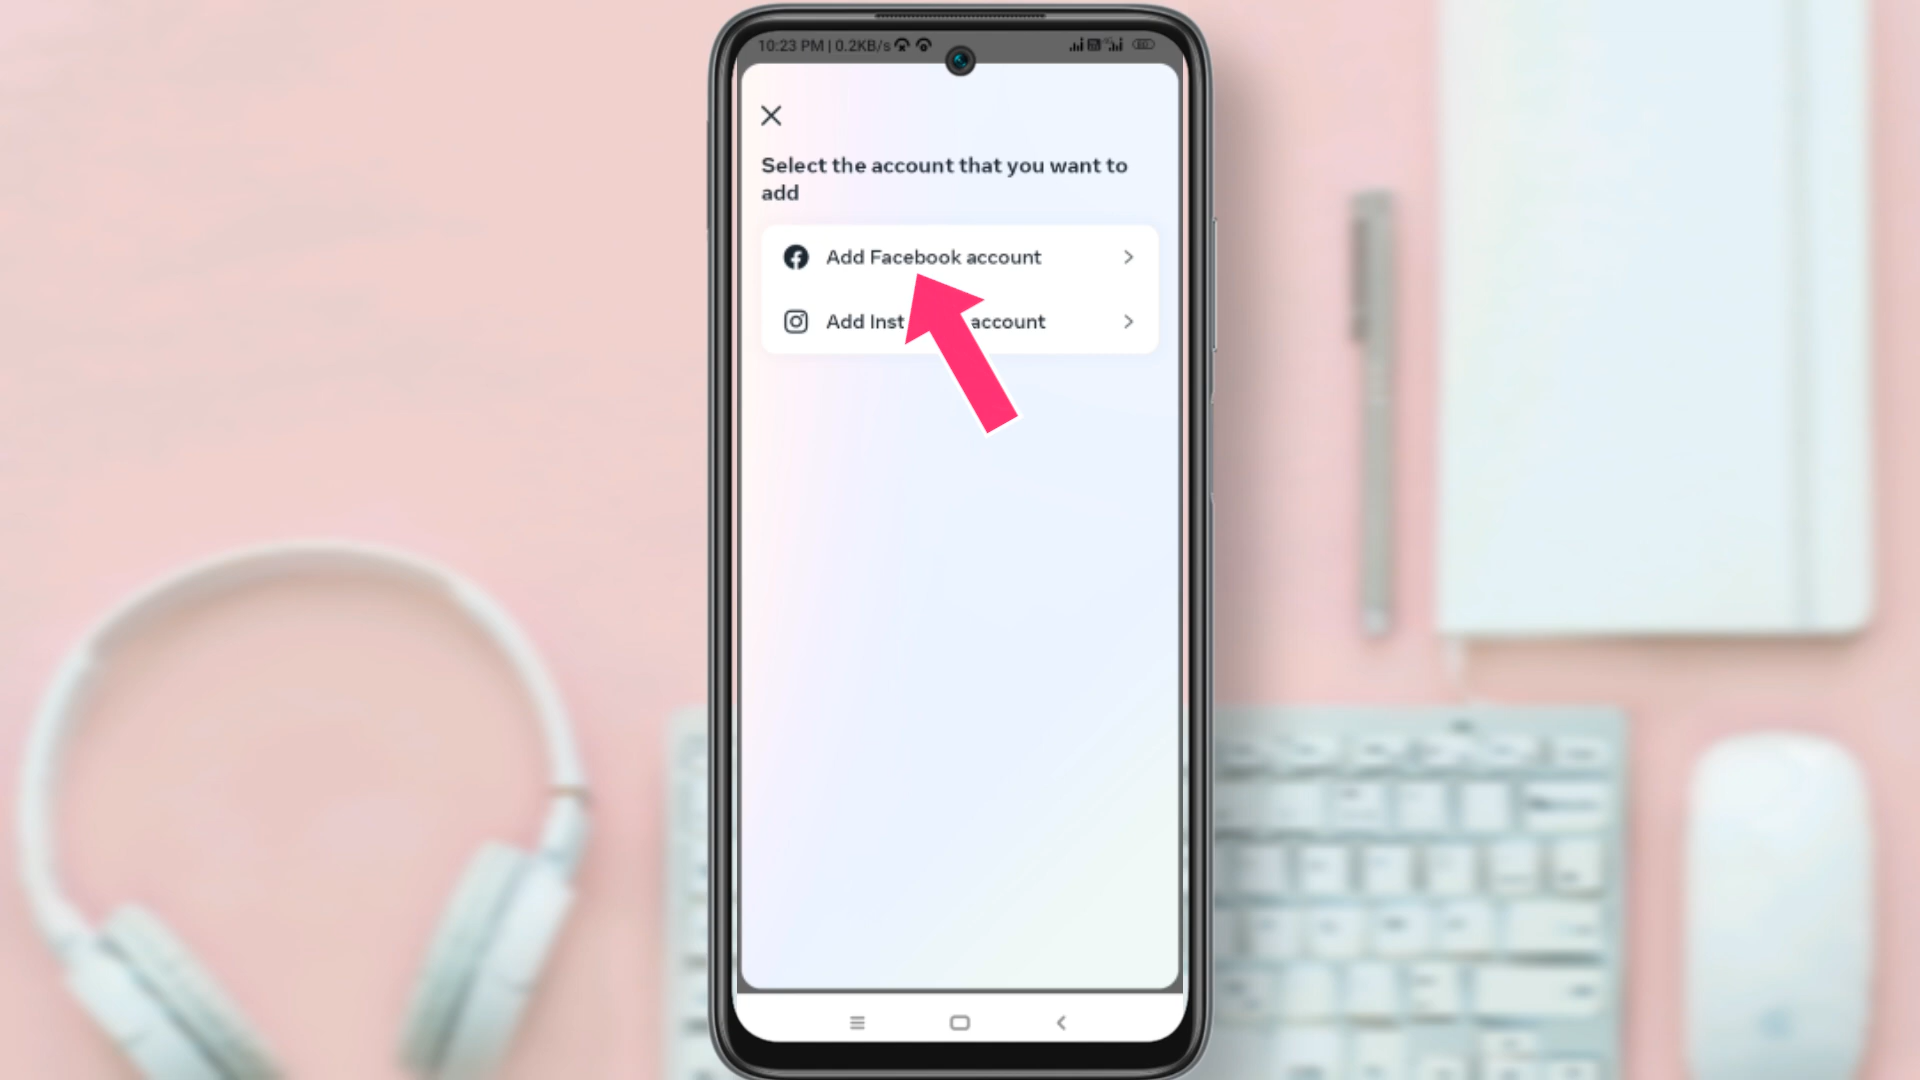 10:23 PM | 0.2KB/s
Select the account that you want to
add
Add Facebook account
Add Inst account